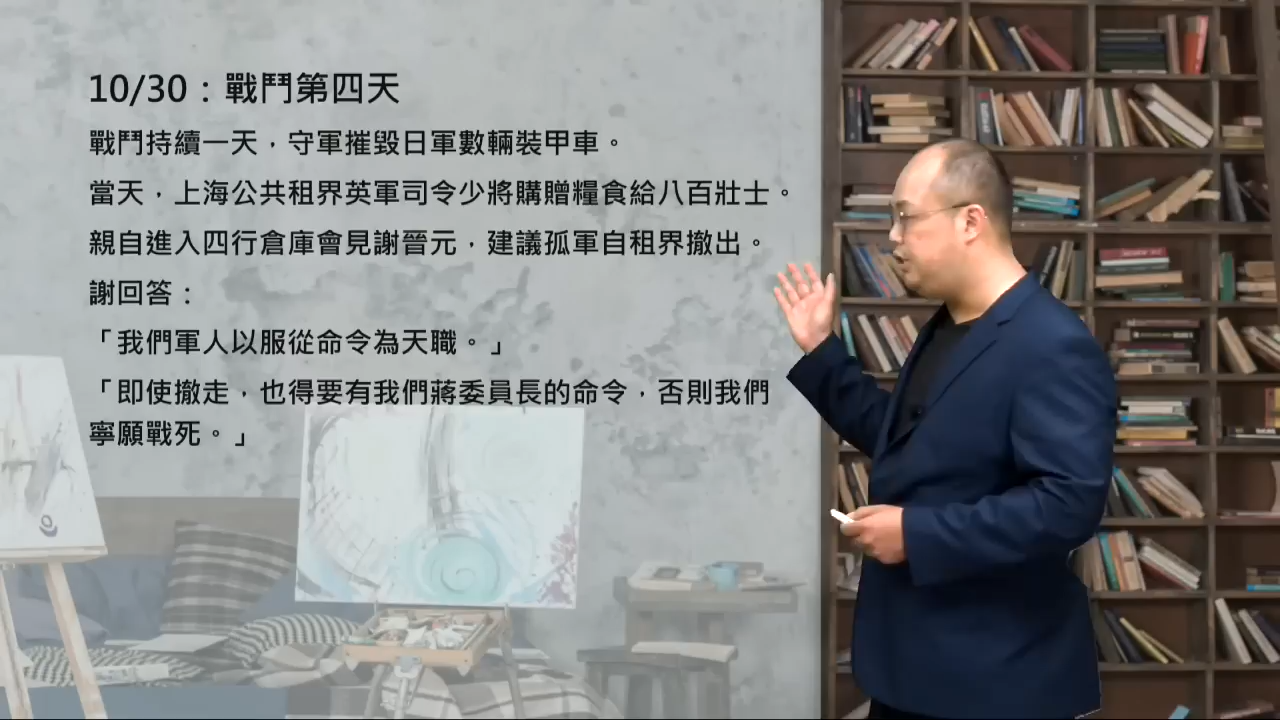 10/30：戰鬥第四天
戰鬥持續一天，守軍摧毀日軍數輛裝甲車。
當天，上海公共租界英軍司令少將購贈糧食給八百壯士。
親自進入四行倉庫會見謝晉元，建議孤軍自租界撤出。
謝回答：
「我們軍人以服從命令為天職。」
「即使撤走，也得要有我們蔣委員長的命令，否則我們
寧願戰死。」